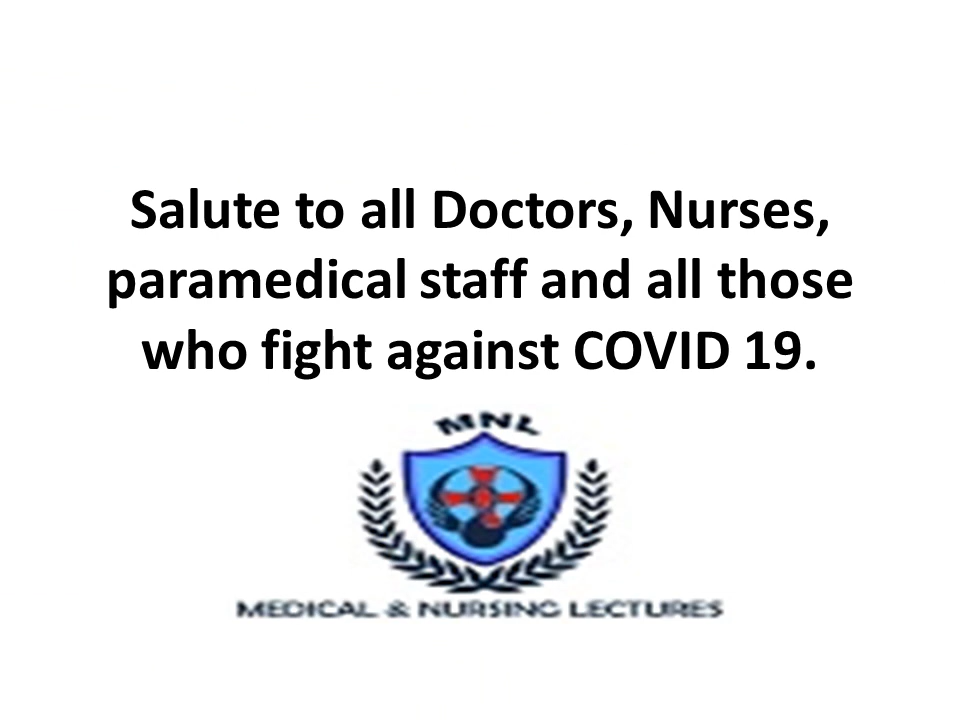 Salute to all Doctors, Nurses,
paramedical staff and all those
who fight against COVID 19.
MNL
MEDICAL & NURSING LECTURES